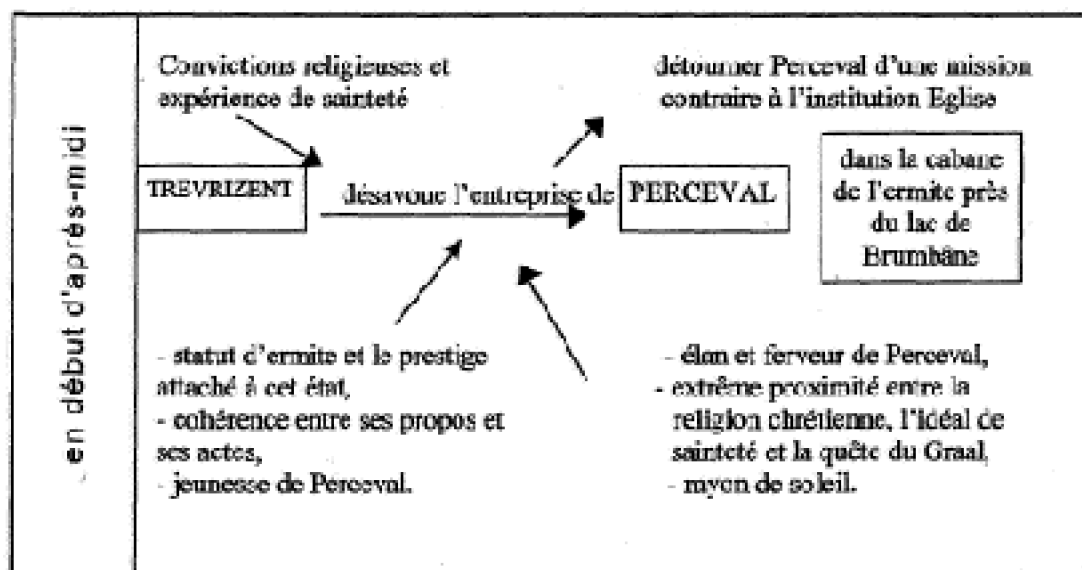 en début d'après-midi
Convictions religieuses et
expérience de sainteté
détourner Perceval d'une mission
contraire à l'institution Eglise
TREVRIZENT
désavoue l'entreprise de
PERCEVAL
dans la cabane
de l'ermite près
du lac de
Brumbâne
- statut d'ermite et le prestige
attaché à cet état,
- cohérence entre ses propos et
ses actes,
- jeunesse de Perceval.
- élan et ferveur de Perceval,
- extrême proximité entre la
religion chrétienne, l'idéal de
sainteté et la quête du Graal,
- rayon de soleil.